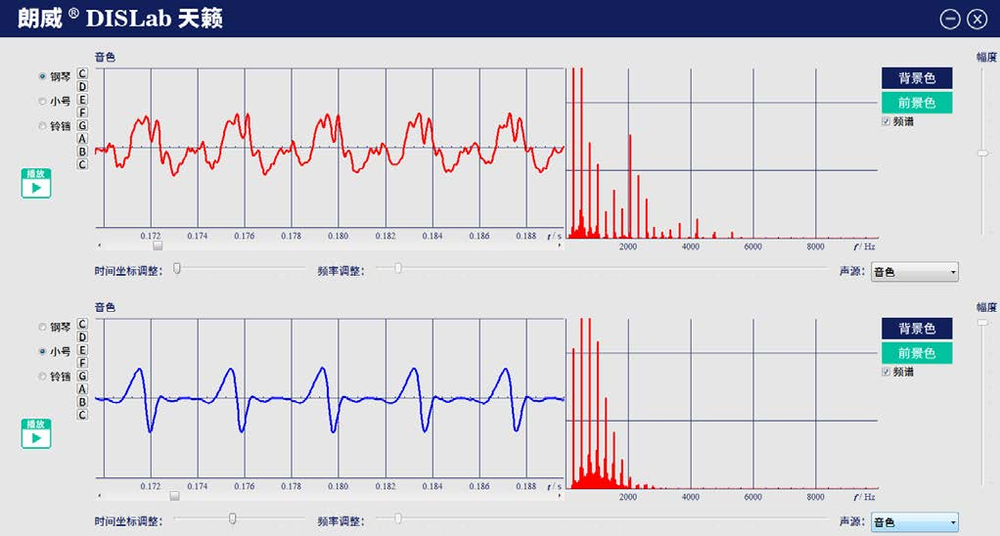 朗威® DISLab 天籁
音色
幅度
钢琴
小号
铃铛
C
D
E
F
G
A
B
C
播放
背景色
前景色
频谱
0.172 0.174 0.176 0.178 0.180 0.182 0.184 0.186 0.188 t / s
2000 4000 6000 8000 f / Hz
时间坐标调整: 频率调整: 声源: 音色
音色
幅度
钢琴
小号
铃铛
C
D
E
F
G
A
B
C
播放
背景色
前景色
频谱
0.172 0.174 0.176 0.178 0.180 0.182 0.184 0.186 0.188 t / s
2000 4000 6000 8000 f / Hz
时间坐标调整: 频率调整: 声源: 音色